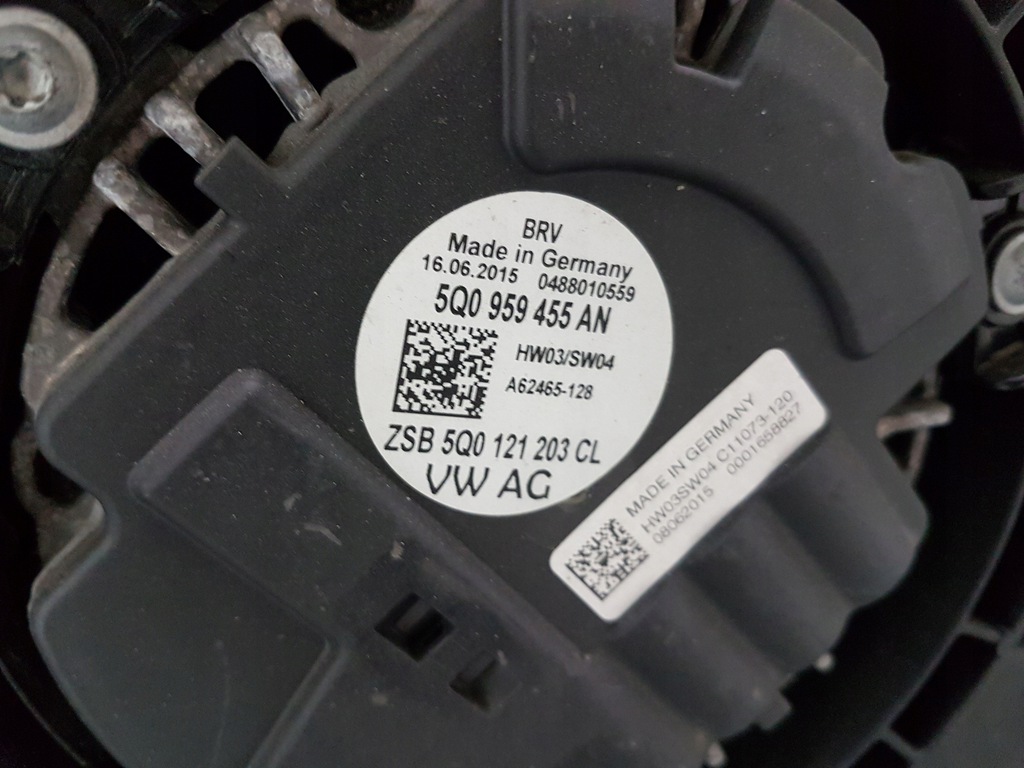 BRV
Made in Germany
16.06.2015 0488010559
5Q0 959 455 AN
HW03/SW04
A62465-128
ZSB 5Q0 121 203 CL
VW AG
MADE IN GERMANY
HW03SW04 C11073-120
08062015 0001658827